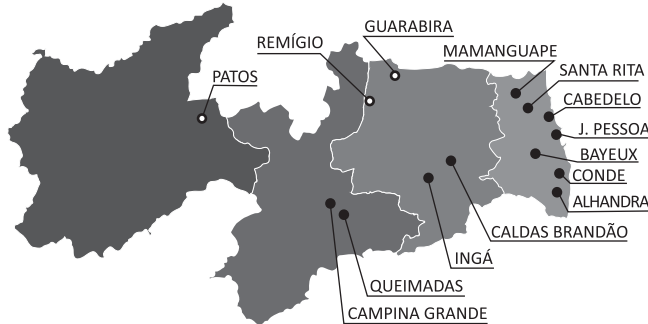 GUARABIRA
REMÍGIO
MAMANGUAPE
PATOS
SANTA RITA
CABEDELO
J. PESSOA
BAYEUX
CONDE
ALHANDRA
CALDAS BRANDÃO
INGÁ
QUEIMADAS
CAMPINA GRANDE